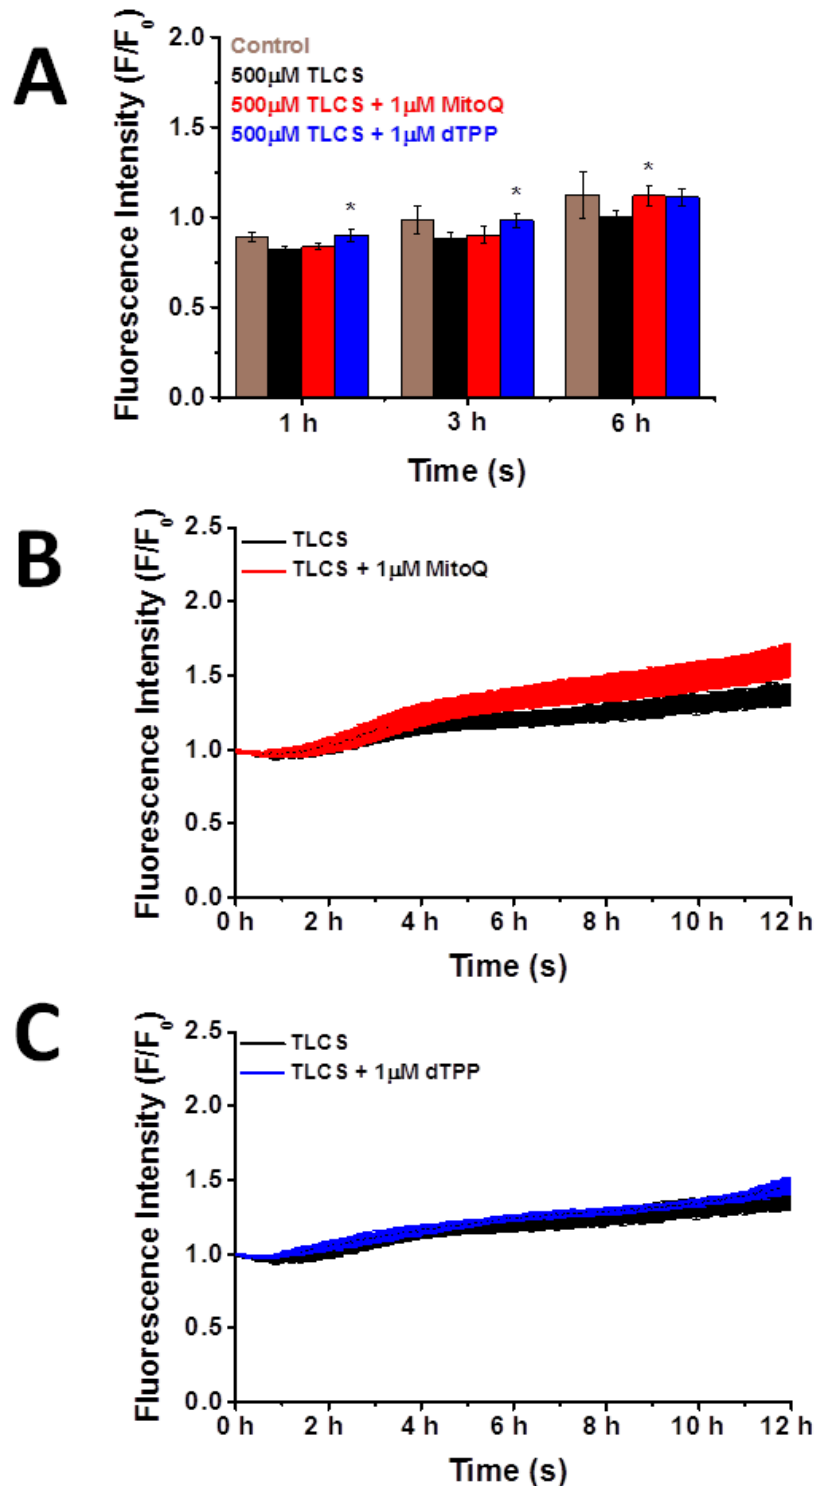 A
Fluorescence Intensity (F/F₀)
2.0
1.5
1.0
0.5
0.0
Control
500μM TLCS
500μM TLCS + 1μM MitoQ
500μM TLCS + 1μM dTPP
*
*
*
1 h 3 h 6 h
Time (s)
B
Fluorescence Intensity (F/F₀)
2.5
2.0
1.5
1.0
0.5
0.0
TLCS
TLCS + 1μM MitoQ
0 h 2 h 4 h 6 h 8 h 10 h 12 h
Time (s)
C
Fluorescence Intensity (F/F₀)
2.5
2.0
1.5
1.0
0.5
0.0
TLCS
TLCS + 1μM dTPP
0 h 2 h 4 h 6 h 8 h 10 h 12 h
Time (s)